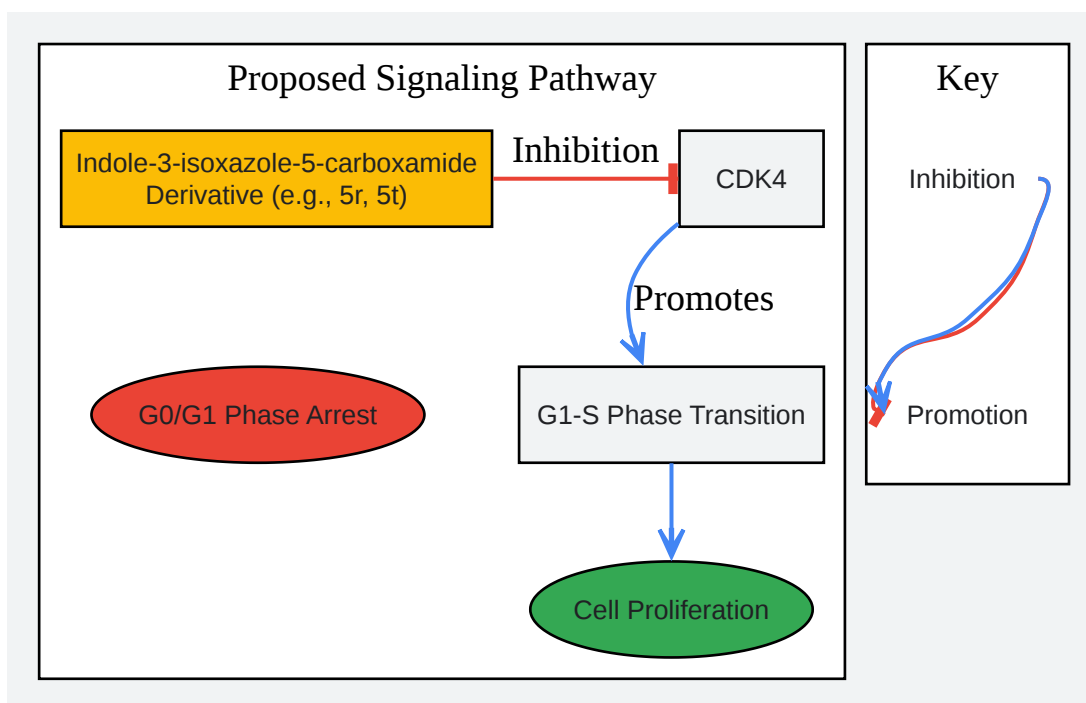 Proposed Signaling Pathway
Indole-3-isoxazole-5-carboxamide
Derivative (e.g., 5r, 5t)
Inhibition
CDK4
Promotes
G0/G1 Phase Arrest
G1-S Phase Transition
Cell Proliferation
Key
Inhibition
Promotion